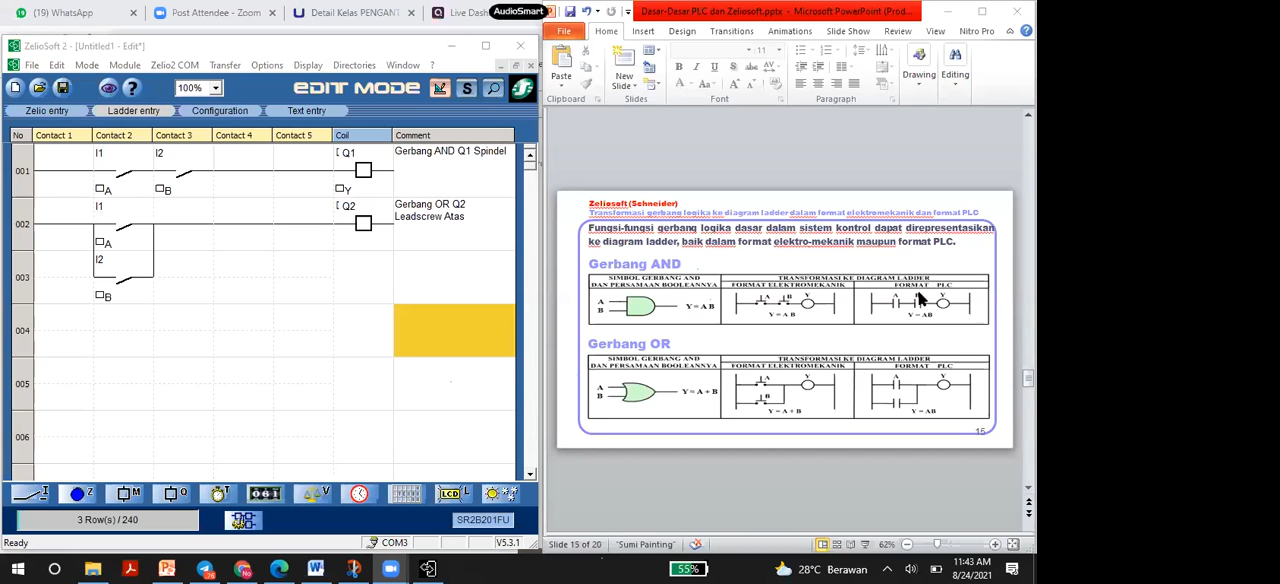 (19) WhatsApp
Post Attendee - Zoom
Detail Kelas PENGANT
Live Dash
AudioSmart
ZelioSoft 2 - [Untitled1 - Edit*]
File Edit Mode Module Zelio2 COM Transfer Options Display Directories Window ?
100%
EDIT MODE
S
Zelio entry
Ladder entry
Configuration
Text entry
No Contact 1 Contact 2 Contact 3 Contact 4 Contact 5 Coil Comment
001
I1 I2 [ Q1 Gerbang AND Q1 Spindel
A B Y
002
I1 [ Q2 Gerbang OR Q2
Leadscrew Atas
A
003
I2
B
004
005
006
I Z M Q T V LCD L
3 Row(s) / 240
SR2B201FU
Ready
COM3
V5.3.1
Dasar-Dasar PLC dan Zeliosoft.pptx - Microsoft PowerPoint (Prod...
File Home Insert Design Transitions Animations Slide Show Review View Nitro Pro
Paste
New
Slide
11
Drawing
Editing
Clipboard
Slides
Font
Paragraph
Zeliosoft (Schneider)
Transformasi gerbang logika ke diagram ladder dalam format elektromekanik dan format PLC
Fungsi-fungsi gerbang logika dasar dalam sistem kontrol dapat direpresentasikan
ke diagram ladder, baik dalam format elektro-mekanik maupun format PLC.
Gerbang AND
SIMBOL GERBANG AND
DAN PERSAMAAN BOOLEANNYA
TRANSFORMASI KE DIAGRAM LADDER
FORMAT ELEKTROMEKANIK
FORMAT PLC
A
B
Y = A B
A B Y
Y = A B
A B Y
Y = AB
Gerbang OR
SIMBOL GERBANG AND
DAN PERSAMAAN BOOLEANNYA
TRANSFORMASI KE DIAGRAM LADDER
FORMAT ELEKTROMEKANIK
FORMAT PLC
A
B
Y = A + B
A Y
B
Y = A + B
A Y
Y = AB
15
Slide 15 of 20
"Sumi Painting"
62%
55%
28°C Berawan
11:43 AM
8/24/2021